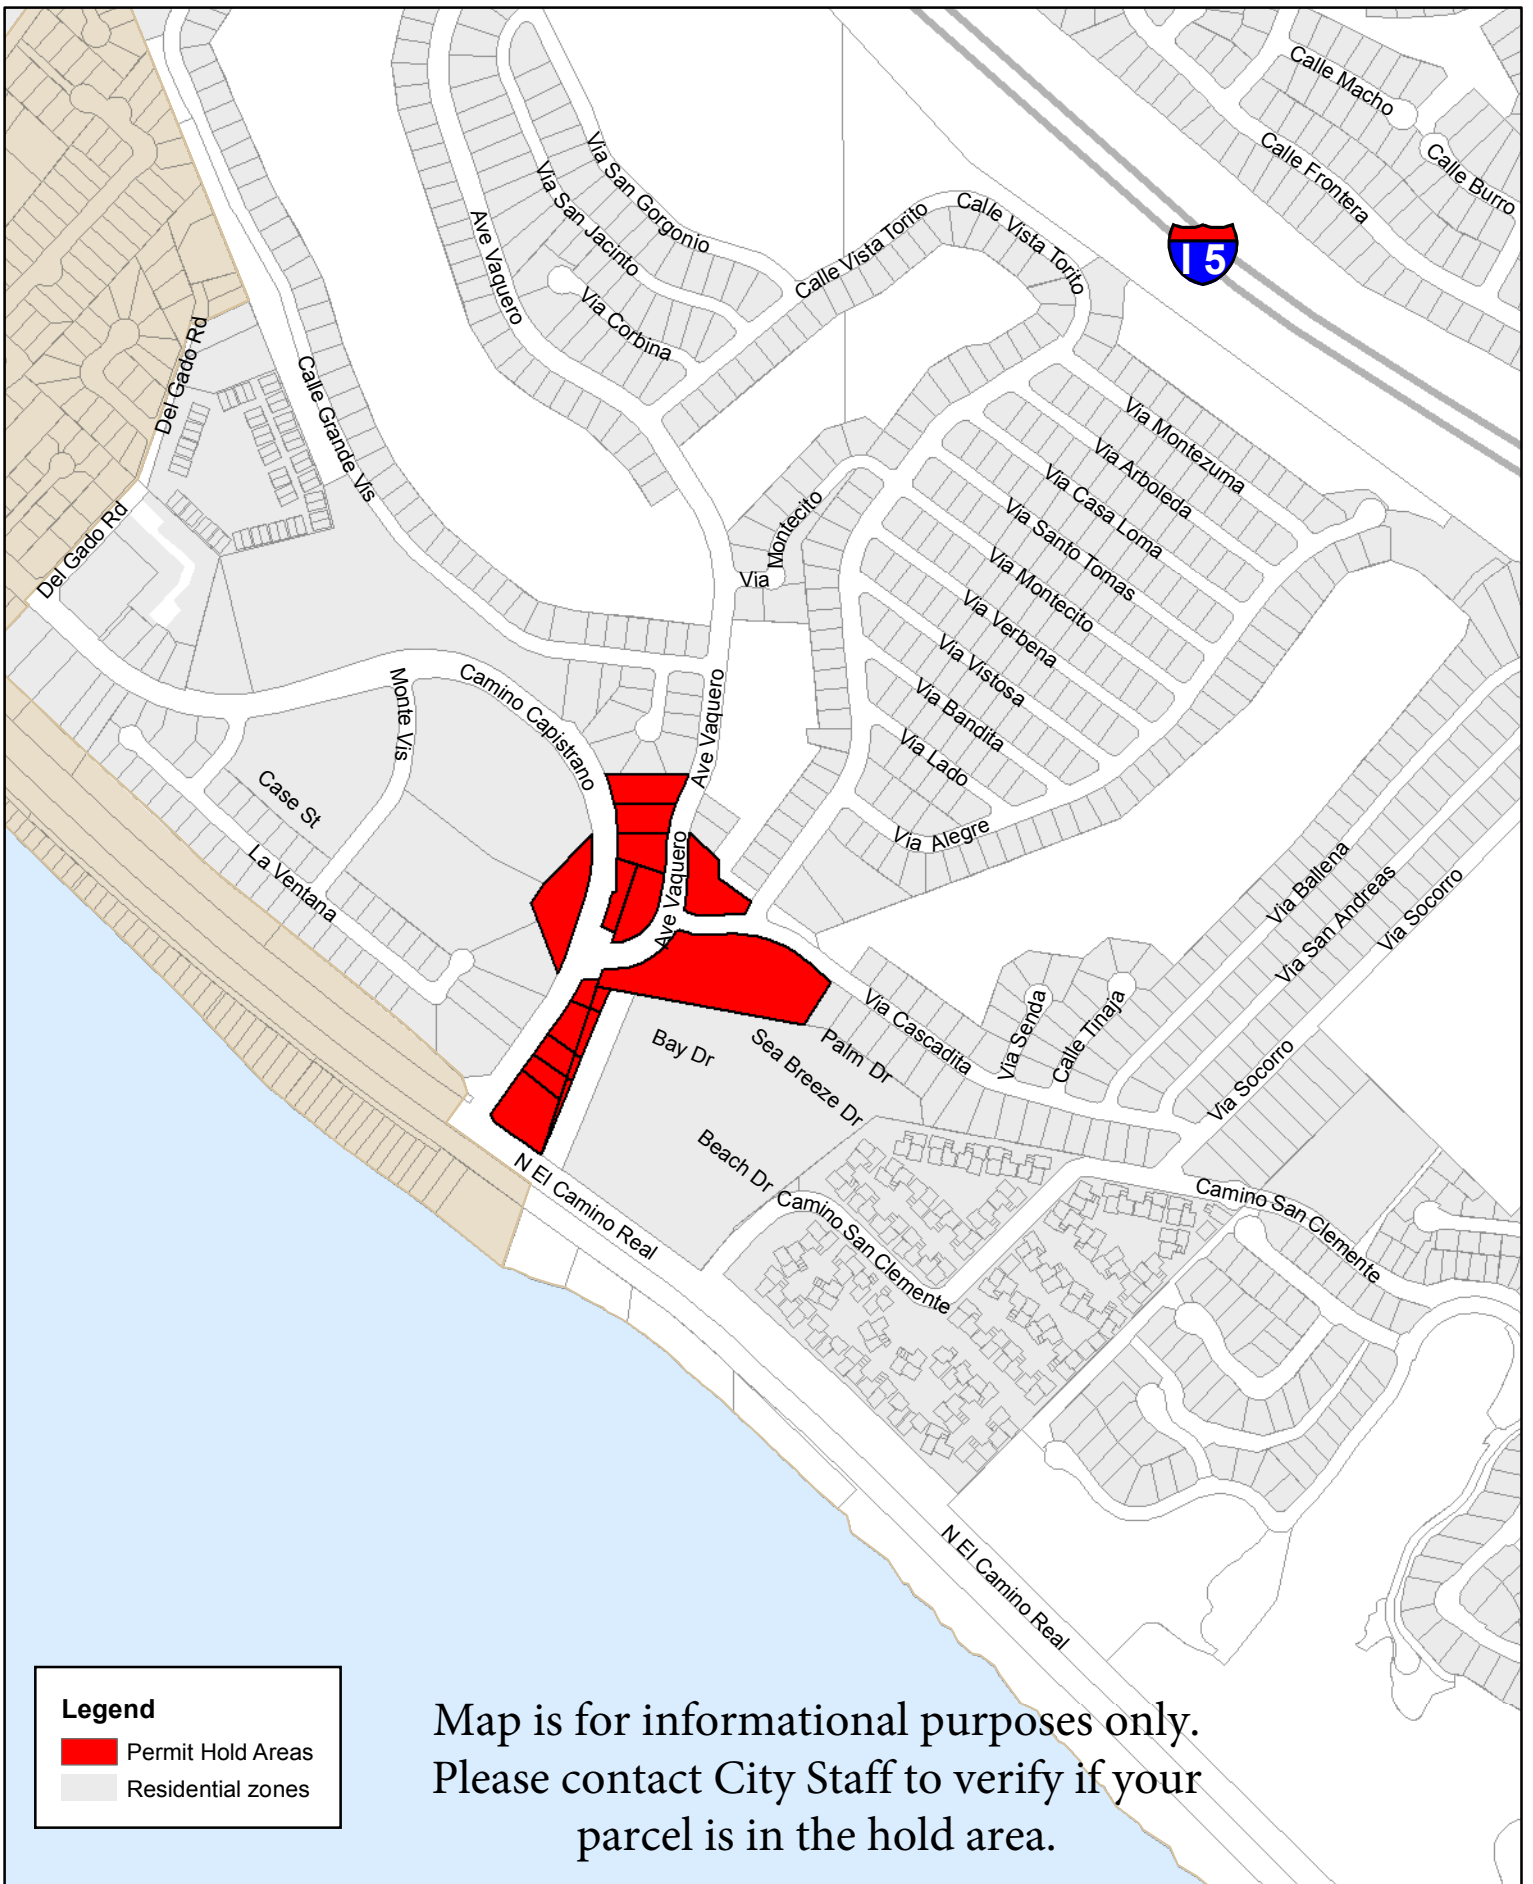 Calle Macho
Calle Burro
Calle Frontera
I 5
Via San Gorgonio
Via San Jacinto
Via Corbina
Ave Vaquero
Calle Vista Torito
Calle Vista Torito
Del Gado Rd
Del Gado Rd
Calle Grande Vis
Via Montezuma
Via Arboleda
Via Casa Loma
Via Santo Tomas
Via Montecito
Via Montecito
Via Verbena
Via Vistosa
Via Bandita
Via Lado
Via Alegre
Camino Capistrano
Monte Vis
Ave Vaquero
Ave Vaquero
Case St
La Ventana
Via Ballena
Via San Andreas
Via Socorro
Via Cascadita
Via Senda
Calle Tinaja
Via Socorro
Bay Dr
Sea Breeze Dr
Palm Dr
Beach Dr
Camino San Clemente
Camino San Clemente
N El Camino Real
N El Camino Real
Legend
Permit Hold Areas
Residential zones
Map is for informational purposes only.
Please contact City Staff to verify if your
parcel is in the hold area.